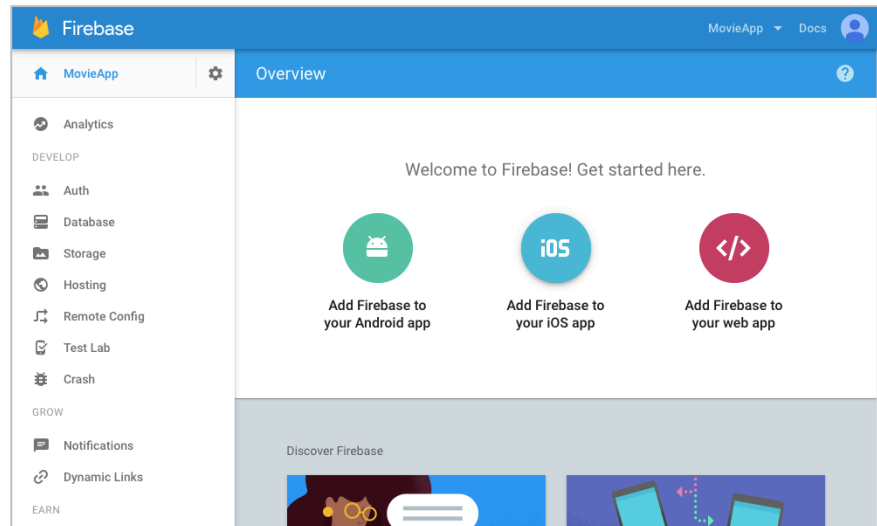 Firebase
MovieApp
Docs
MovieApp
Overview
?
Analytics
DEVELOP
Auth
Database
Storage
Hosting
Remote Config
Test Lab
Crash
GROW
Notifications
Dynamic Links
EARN
Welcome to Firebase! Get started here.
iOS
</>
Add Firebase to
your Android app
Add Firebase to
your iOS app
Add Firebase to
your web app
Discover Firebase